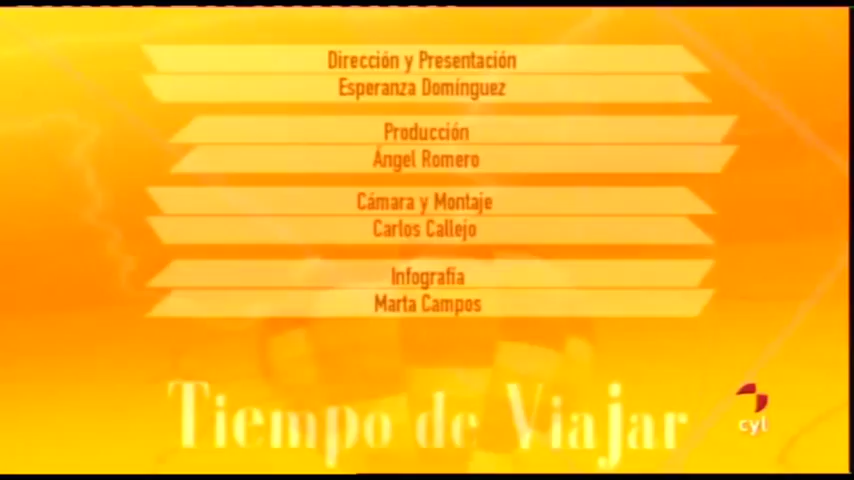 Dirección y Presentación
Esperanza Domínguez
Producción
Ángel Romero
Cámara y Montaje
Carlos Callejo
Infografía
Marta Campos
Tiempo de Viajar
cyl